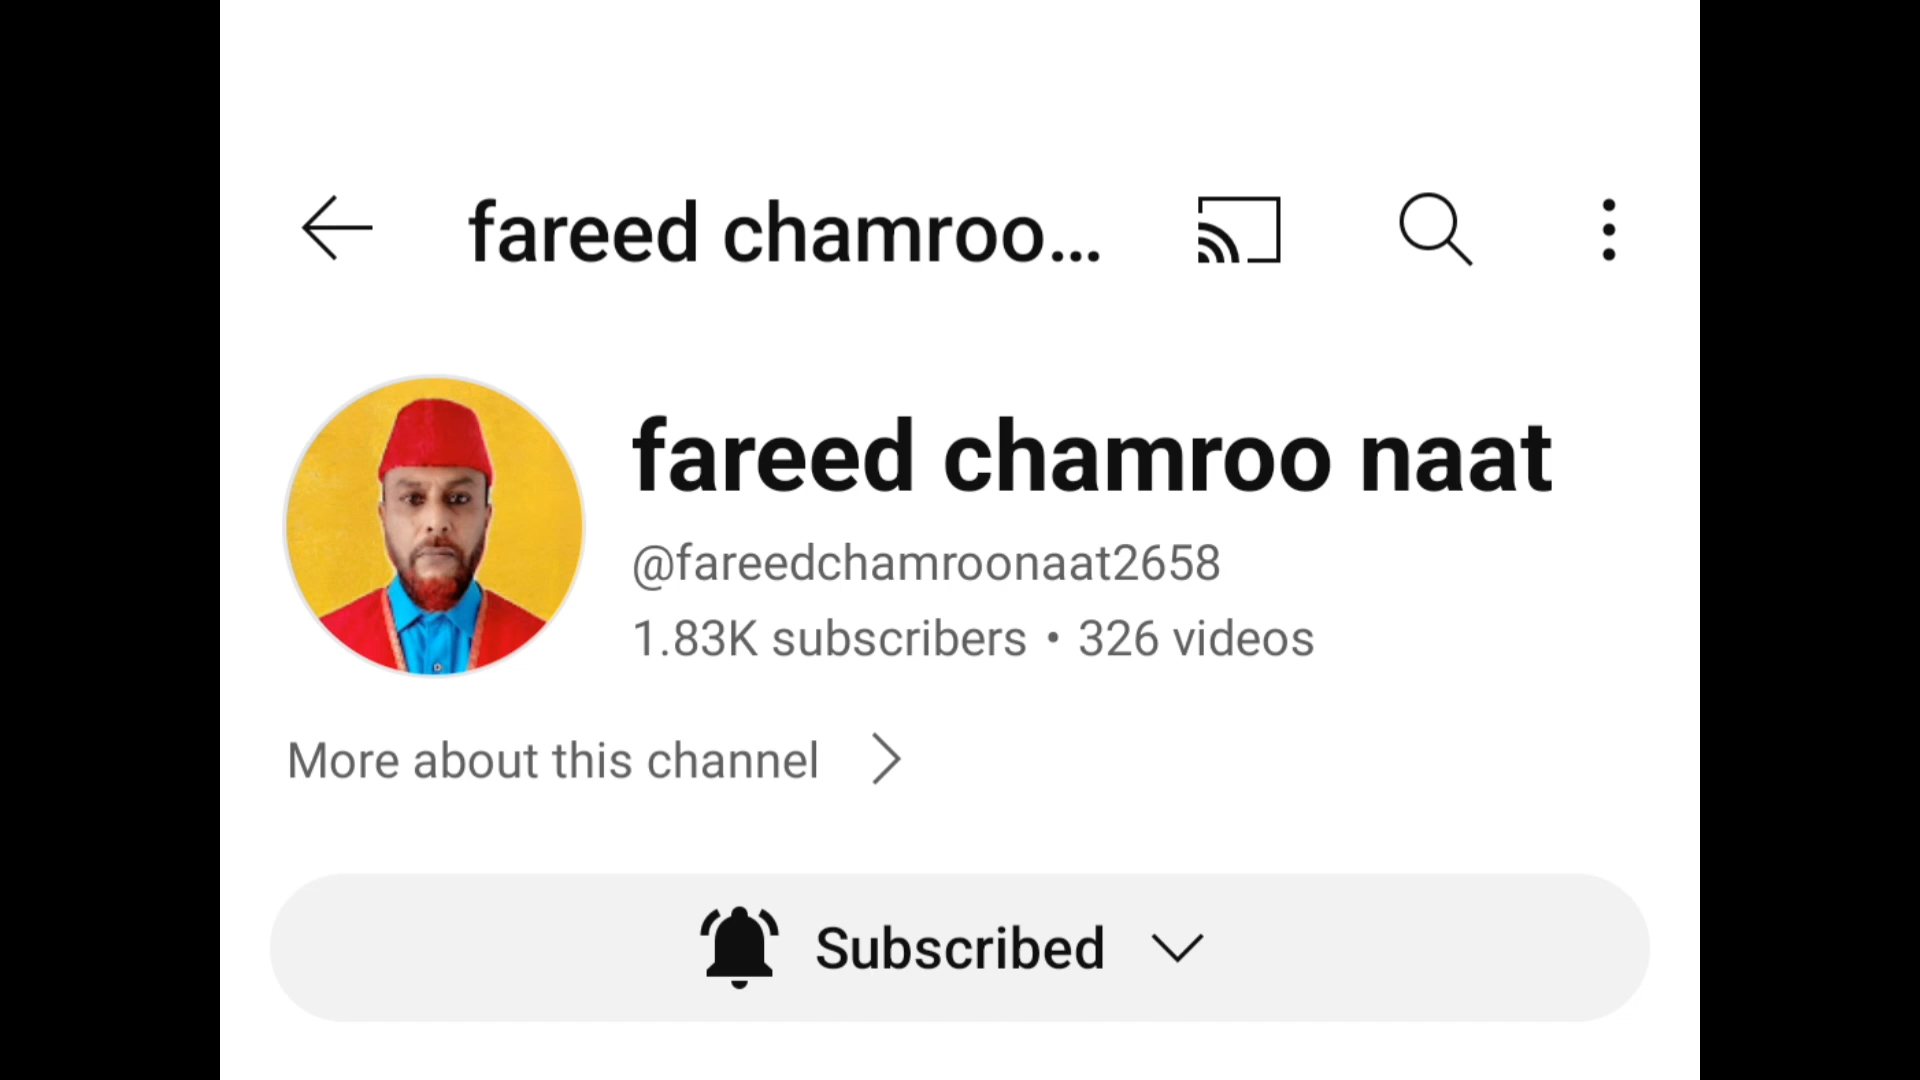 fareed chamroo...
fareed chamroo naat
@fareedchamroonaat2658
1.83K subscribers • 326 videos
More about this channel
Subscribed